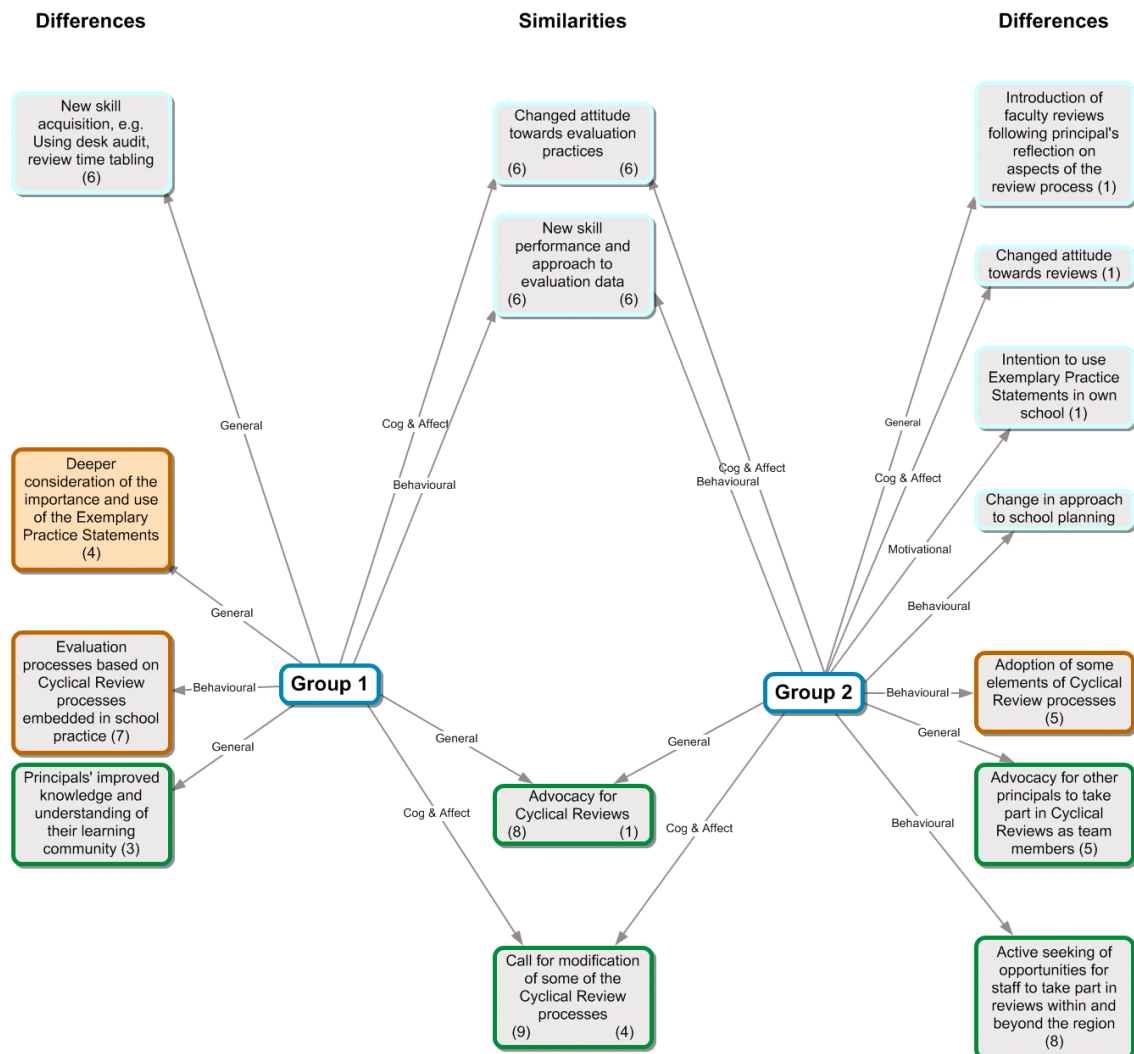 Differences
Similarities
Differences
New skill
acquisition, e.g.
Using desk audit,
review time tabling
(6)
Changed attitude
towards evaluation
practices
(6) (6)
New skill
performance and
approach to
evaluation data
(6) (6)
Introduction of
faculty reviews
following principal's
reflection on
aspects of the
review process (1)
Changed attitude
towards reviews (1)
Intention to use
Exemplary Practice
Statements in own
school (1)
Change in approach
to school planning
General
Cog & Affect
Behavioural
Cog & Affect
Behavioural
General
Cog & Affect
Motivational
Behavioural
Deeper
consideration of the
importance and use
of the Exemplary
Practice Statements
(4)
General
Evaluation
processes based on
Cyclical Review
processes
embedded in school
practice (7)
Behavioural
General
Principals' improved
knowledge and
understanding of
their learning
community (3)
Group 1
Group 2
Behavioural
General
Behavioural
Adoption of some
elements of Cyclical
Review processes
(5)
Advocacy for other
principals to take
part in Cyclical
Reviews as team
members (5)
General
General
Advocacy for
Cyclical Reviews
(8) (1)
Cog & Affect
Cog & Affect
Call for modification
of some of the
Cyclical Review
processes
(9) (4)
Active seeking of
opportunities for
staff to take part in
reviews within and
beyond the region
(8)